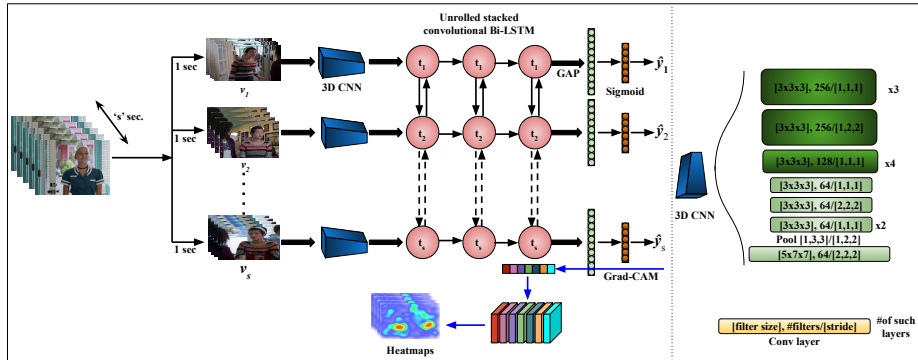 Unrolled stacked
convolutional Bi-LSTM
1 sec
v1
3D CNN
t1 t1 t1
GAP
Sigmoid
ŷ1
's' sec.
1 sec
v2
t2 t2 t2
ŷ2
1 sec
vs
ts ts ts
ŷs
Grad-CAM
Heatmaps
3D CNN
[3x3x3], 256/[1,1,1] x3
[3x3x3], 256/[1,2,2]
[3x3x3], 128/[1,1,1] x4
[3x3x3], 64/[1,1,1]
[3x3x3], 64/[2,2,2]
[3x3x3], 64/[1,1,1] x2
Pool [1,3,3]/[1,2,2]
[5x7x7], 64/[2,2,2]
[filter size], #filters/[stride]
Conv layer
#of such
layers